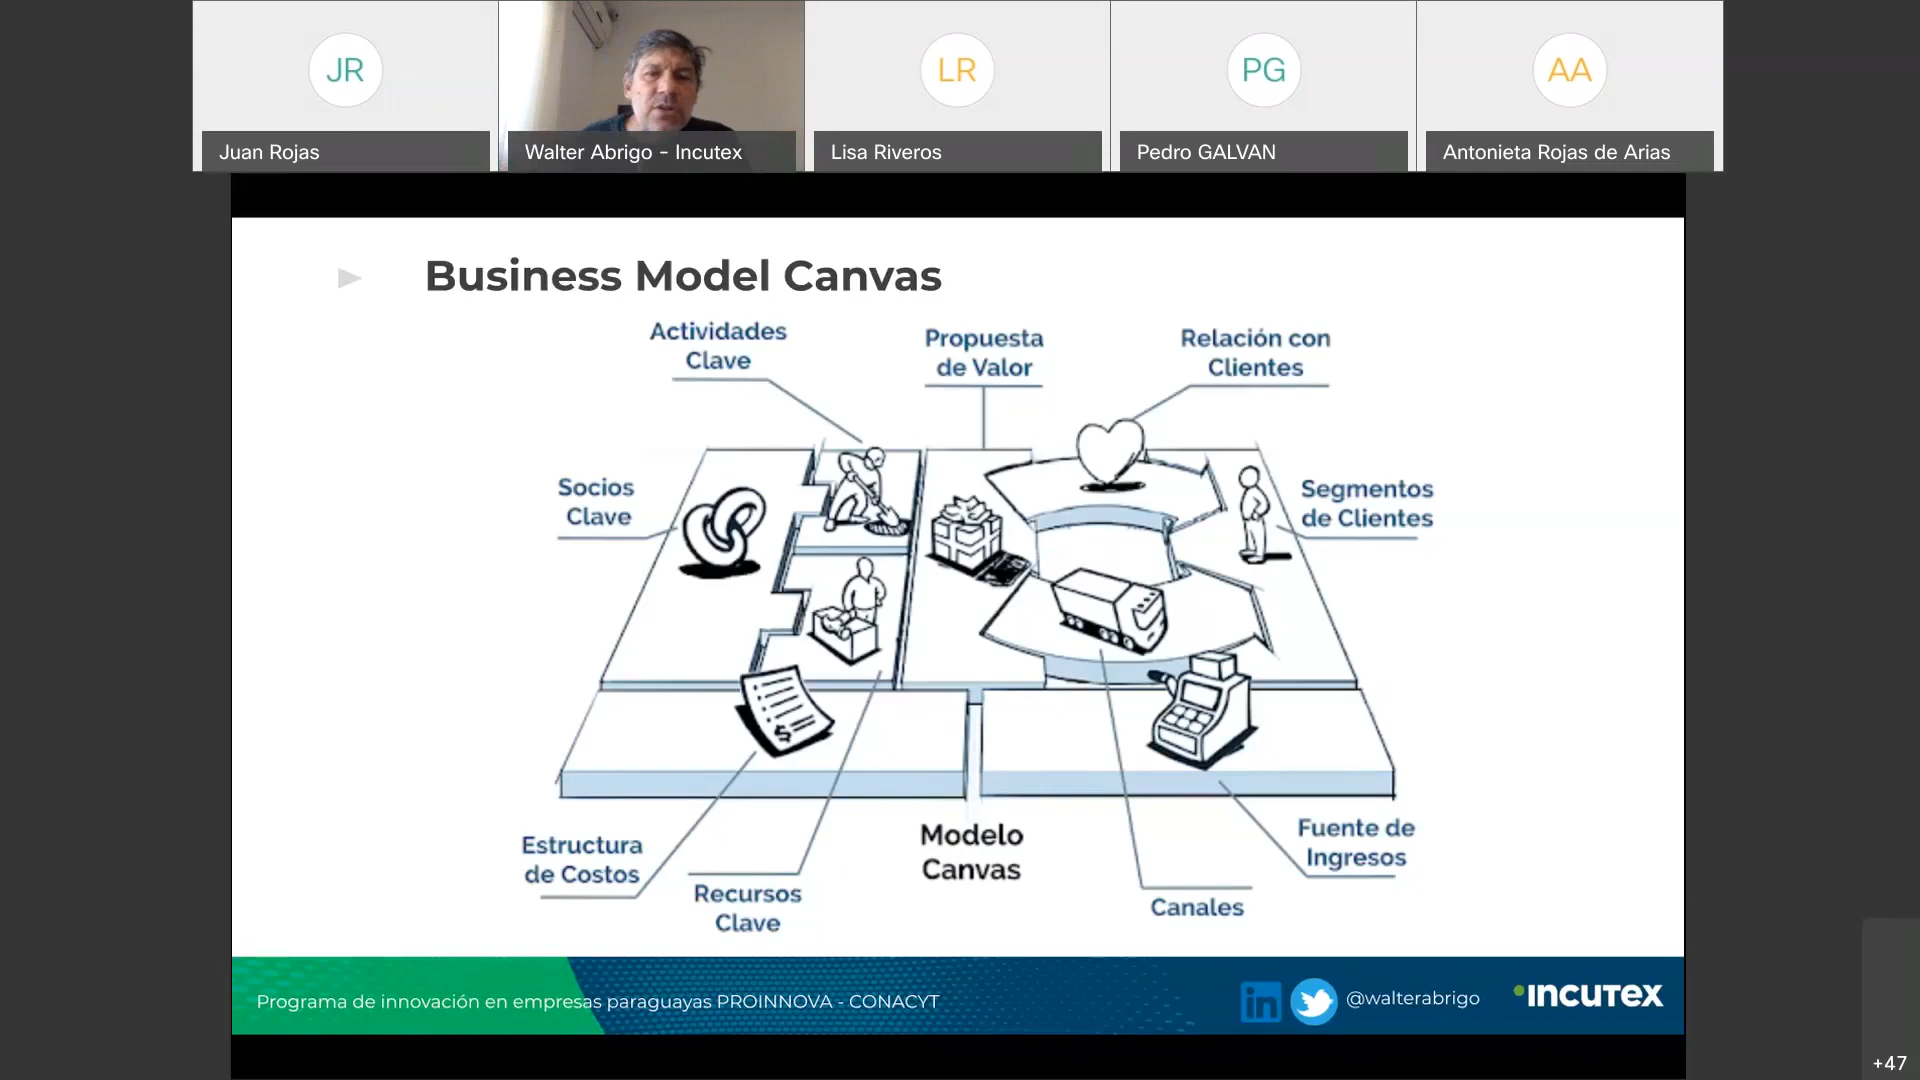 JR
LR
PG
AA
Juan Rojas
Walter Abrigo - Incutex
Lisa Riveros
Pedro GALVAN
Antonieta Rojas de Arias
Business Model Canvas
Actividades
Clave
Propuesta
de Valor
Relación con
Clientes
Socios
Clave
Segmentos
de Clientes
$
Estructura
de Costos
Recursos
Clave
Modelo
Canvas
Canales
Fuente de
Ingresos
Programa de innovación en empresas paraguayas PROINNOVA - CONACYT
in
@walterabrigo
INCUTEX
+47